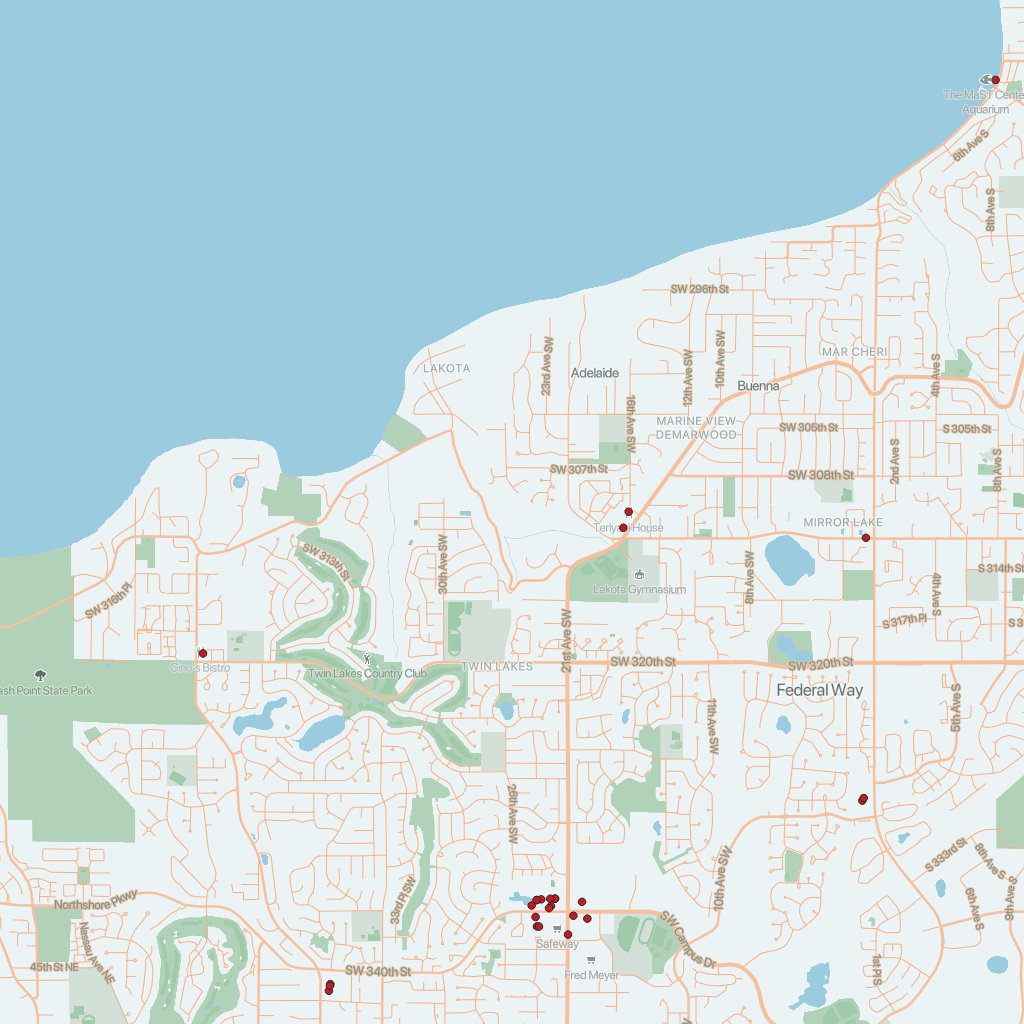 The MaST Cente
Aquarium
6th Ave S
8th Ave S
SW 296th St
MAR CHERI
LAKOTA
23rd Ave SW
Adelaide
12th Ave SW
10th Ave SW
Buenna
4th Ave S
16th Ave SW
MARINE VIEW
DEMARWOOD
SW 305th St
S 305th St
2nd Ave S
8th Ave S
SW 307th St
SW 308th St
MIRROR LAKE
House
SW 313th St
30th Ave SW
8th Ave SW
S 314th St
Lakota Gymnasium
SW 316th Pl
4th Ave S
S 317th Pl
S 3
21st Ave SW
Gino's Bistro
TWIN LAKES
SW 320th St
SW 320th St
Twin Lakes Country Club
ash Point State Park
Federal Way
5th Ave S
11th Ave SW
26th Ave SW
S 333rd St
8th Ave S
10th Ave SW
33rd Pl SW
6th Ave S
9th Ave S
Northshore Pkwy
Nassau Ave NE
SW Campus Dr
Safeway
45th St NE
SW 340th St
Fred Meyer
1st Pl S